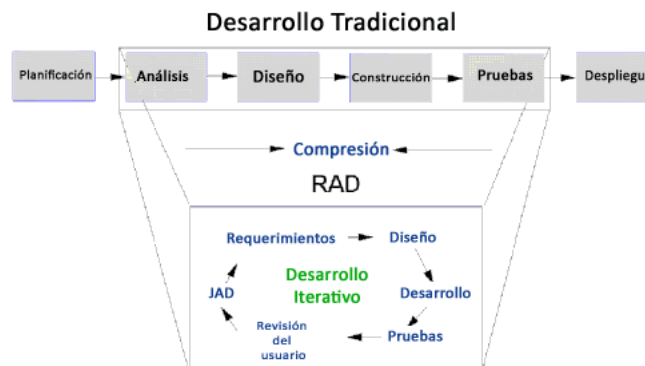 Desarrollo Tradicional
Planificación
Análisis
Diseño
Construcción
Pruebas
Despliegu
Compresión
RAD
Requerimientos
Diseño
Desarrollo
Iterativo
JAD
Desarrollo
Revisión
del
usuario
Pruebas